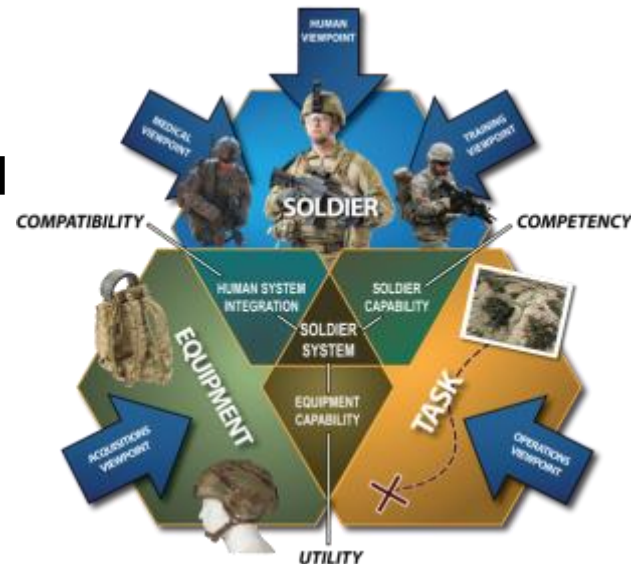 HUMAN
VIEWPOINT
MEDICAL
VIEWPOINT
TRAINING
VIEWPOINT
SOLDIER
COMPATIBILITY
COMPETENCY
HUMAN SYSTEM
INTEGRATION
SOLDIER
CAPABILITY
SOLDIER
SYSTEM
EQUIPMENT
EQUIPMENT
CAPABILITY
TASK
ACQUISITIONS
VIEWPOINT
OPERATIONS
VIEWPOINT
UTILITY